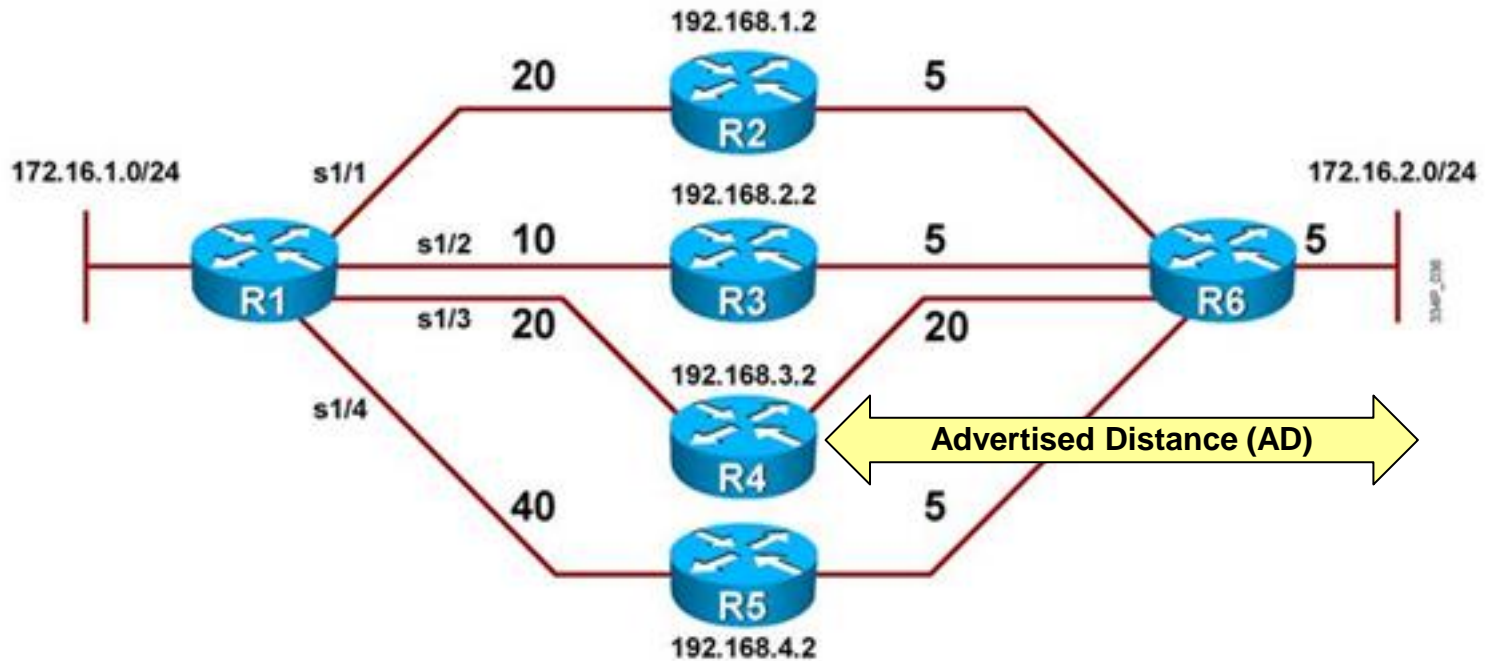 192.168.1.2
20
5
R2
172.16.1.0/24
s1/1
172.16.2.0/24
192.168.2.2
s1/2
10
5
5
R1
R3
R6
s1/3
20
20
192.168.3.2
s1/4
R4
Advertised Distance (AD)
40
5
R5
192.168.4.2